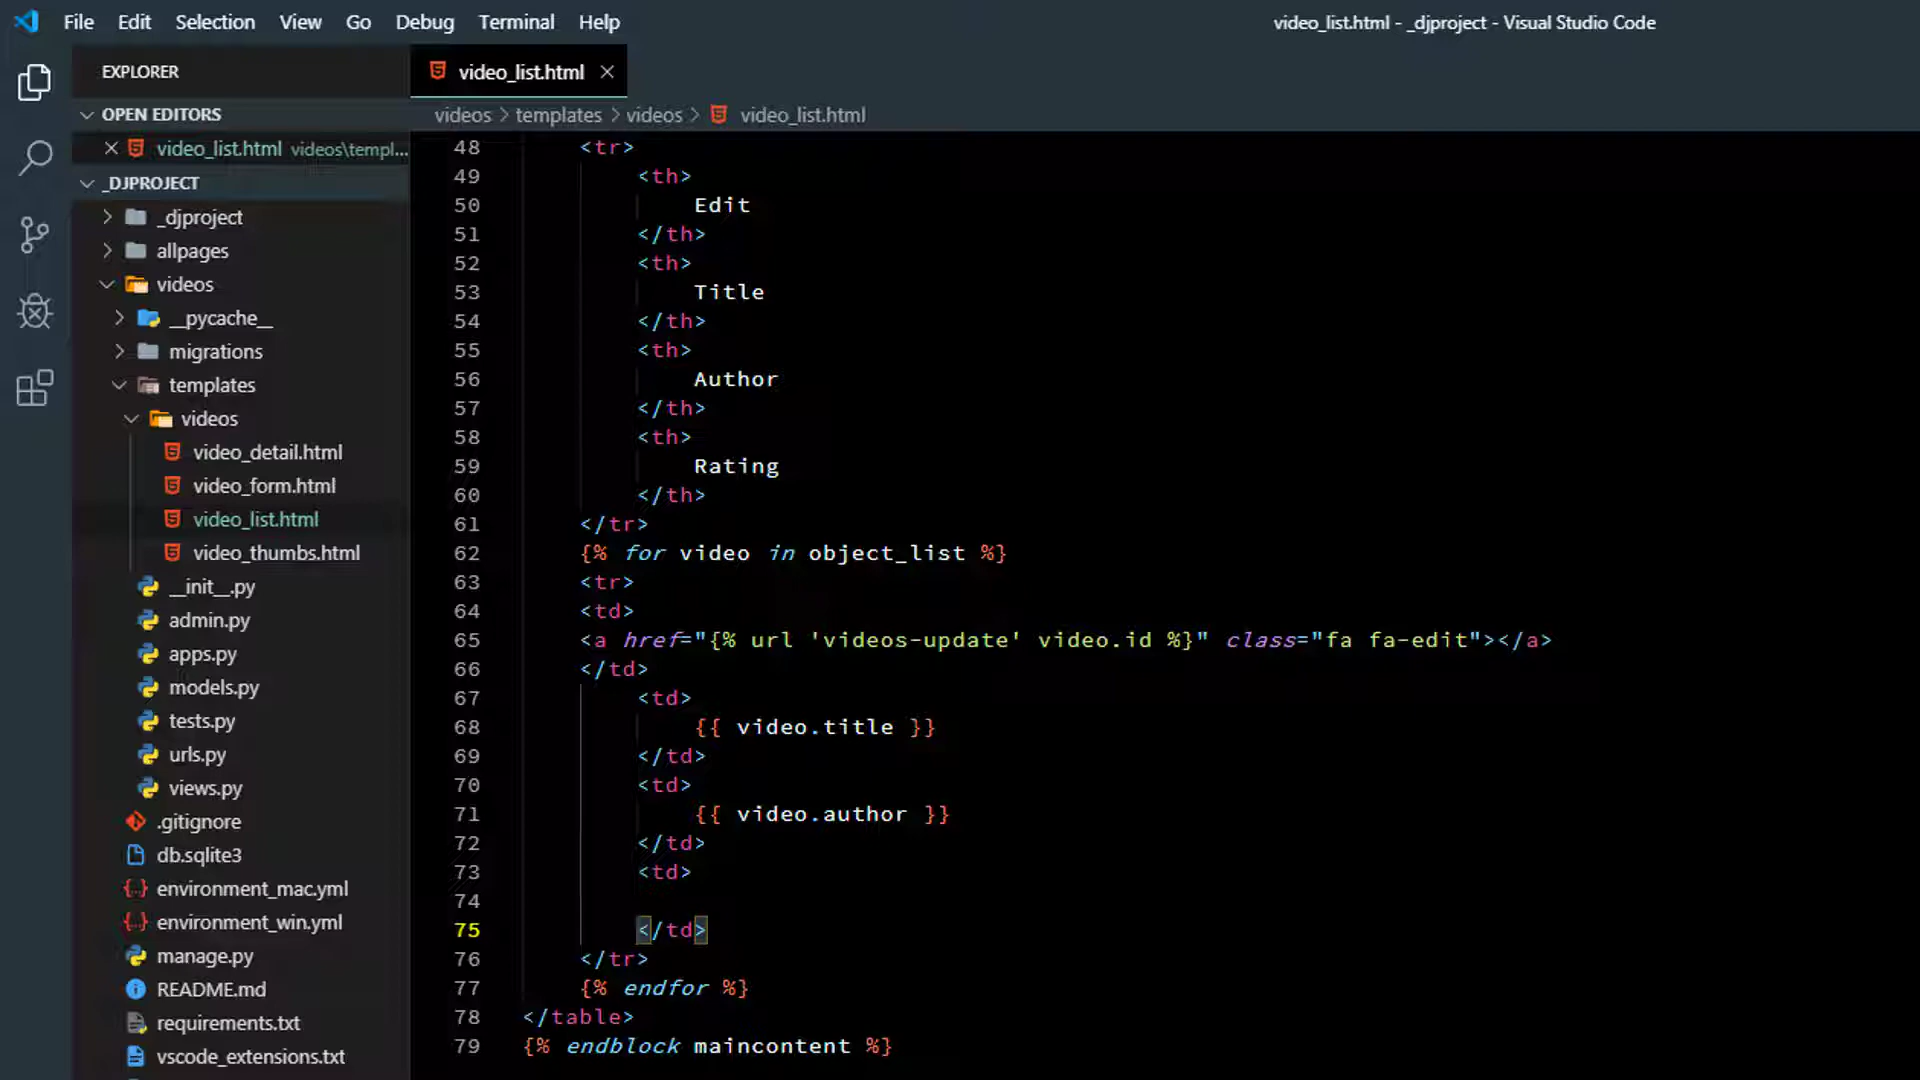 File Edit Selection View Go Debug Terminal Help
video_list.html - _djproject - Visual Studio Code
EXPLORER
OPEN EDITORS
video_list.html videos\templ...
_DJPROJECT
_djproject
allpages
videos
__pycache__
migrations
templates
videos
video_detail.html
video_form.html
video_list.html
video_thumbs.html
__init__.py
admin.py
apps.py
models.py
tests.py
urls.py
views.py
.gitignore
db.sqlite3
environment_mac.yml
environment_win.yml
manage.py
README.md
requirements.txt
vscode_extensions.txt
video_list.html
videos > templates > videos > video_list.html
48 <tr>
49 <th>
50 Edit
51 </th>
52 <th>
53 Title
54 </th>
55 <th>
56 Author
57 </th>
58 <th>
59 Rating
60 </th>
61 </tr>
62 {% for video in object_list %}
63 <tr>
64 <td>
65 <a href="{% url 'videos-update' video.id %}" class="fa fa-edit"></a>
66 </td>
67 <td>
68 {{ video.title }}
69 </td>
70 <td>
71 {{ video.author }}
72 </td>
73 <td>
74
75 </td>
76 </tr>
77 {% endfor %}
78 </table>
79 {% endblock maincontent %}